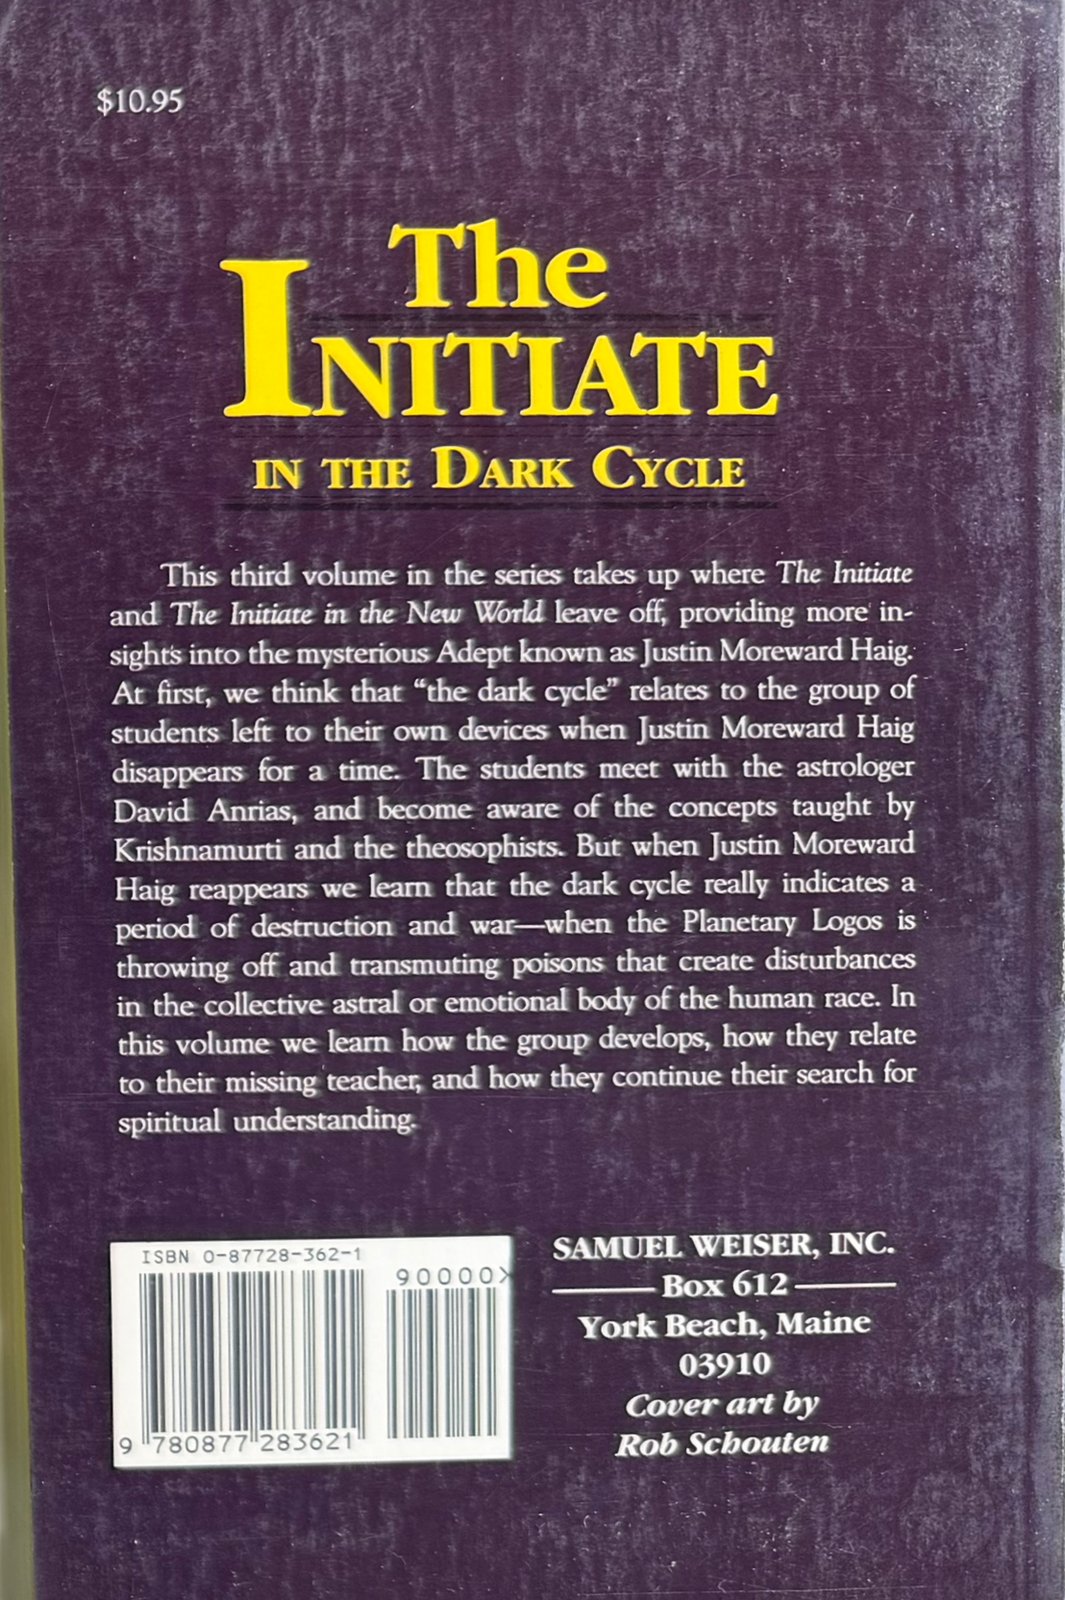 $10.95
The
INITIATE
IN THE DARK CYCLE
This third volume in the series takes up where The Initiate
and The Initiate in the New World leave off, providing more in-
sights into the mysterious Adept known as Justin Moreward Haig.
At first, we think that “the dark cycle” relates to the group of
students left to their own devices when Justin Moreward Haig
disappears for a time. The students meet with the astrologer
David Anrias, and become aware of the concepts taught by
Krishnamurti and the theosophists. But when Justin Moreward
Haig reappears we learn that the dark cycle really indicates a
period of destruction and war—when the Planetary Logos is
throwing off and transmuting poisons that create disturbances
in the collective astral or emotional body of the human race. In
this volume we learn how the group develops, how they relate
to their missing teacher, and how they continue their search for
spiritual understanding.
ISBN 0-87728-362-1
90000X
9 780877 283621
SAMUEL WEISER, INC.
Box 612
York Beach, Maine
03910
Cover art by
Rob Schouten